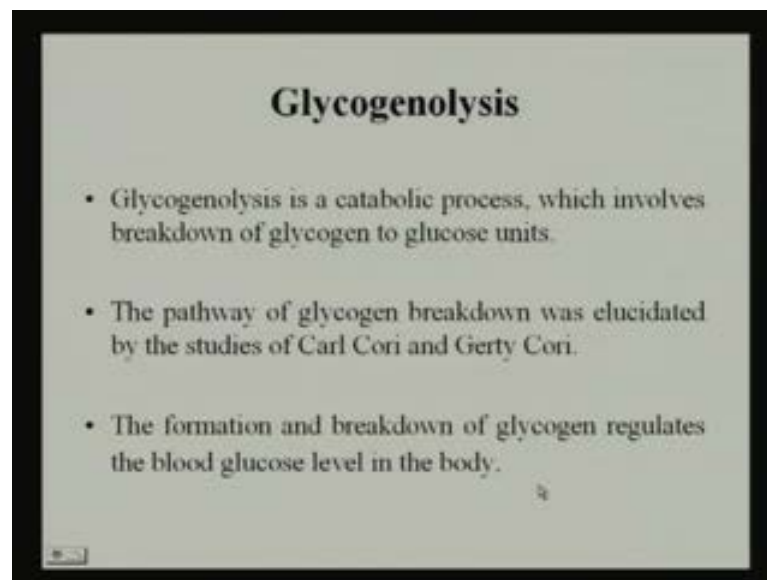 Glycogenolysis
• Glycogenolysis is a catabolic process, which involves
breakdown of glycogen to glucose units.
• The pathway of glycogen breakdown was elucidated
by the studies of Carl Cori and Gerty Cori.
• The formation and breakdown of glycogen regulates
the blood glucose level in the body.